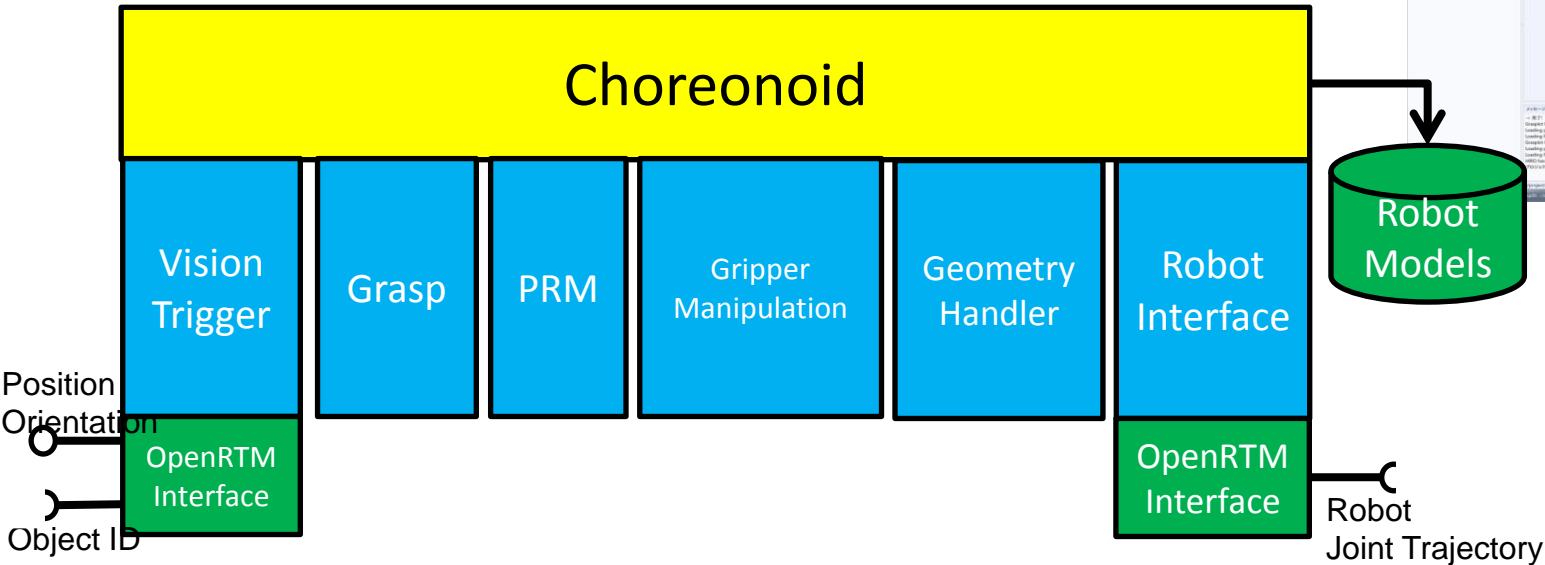 Choreonoid
Vision
Trigger
Grasp
PRM
Gripper
Manipulation
Geometry
Handler
Robot
Interface
Robot
Models
Position
Orientation
OpenRTM
Interface
Object ID
OpenRTM
Interface
Robot
Joint Trajectory